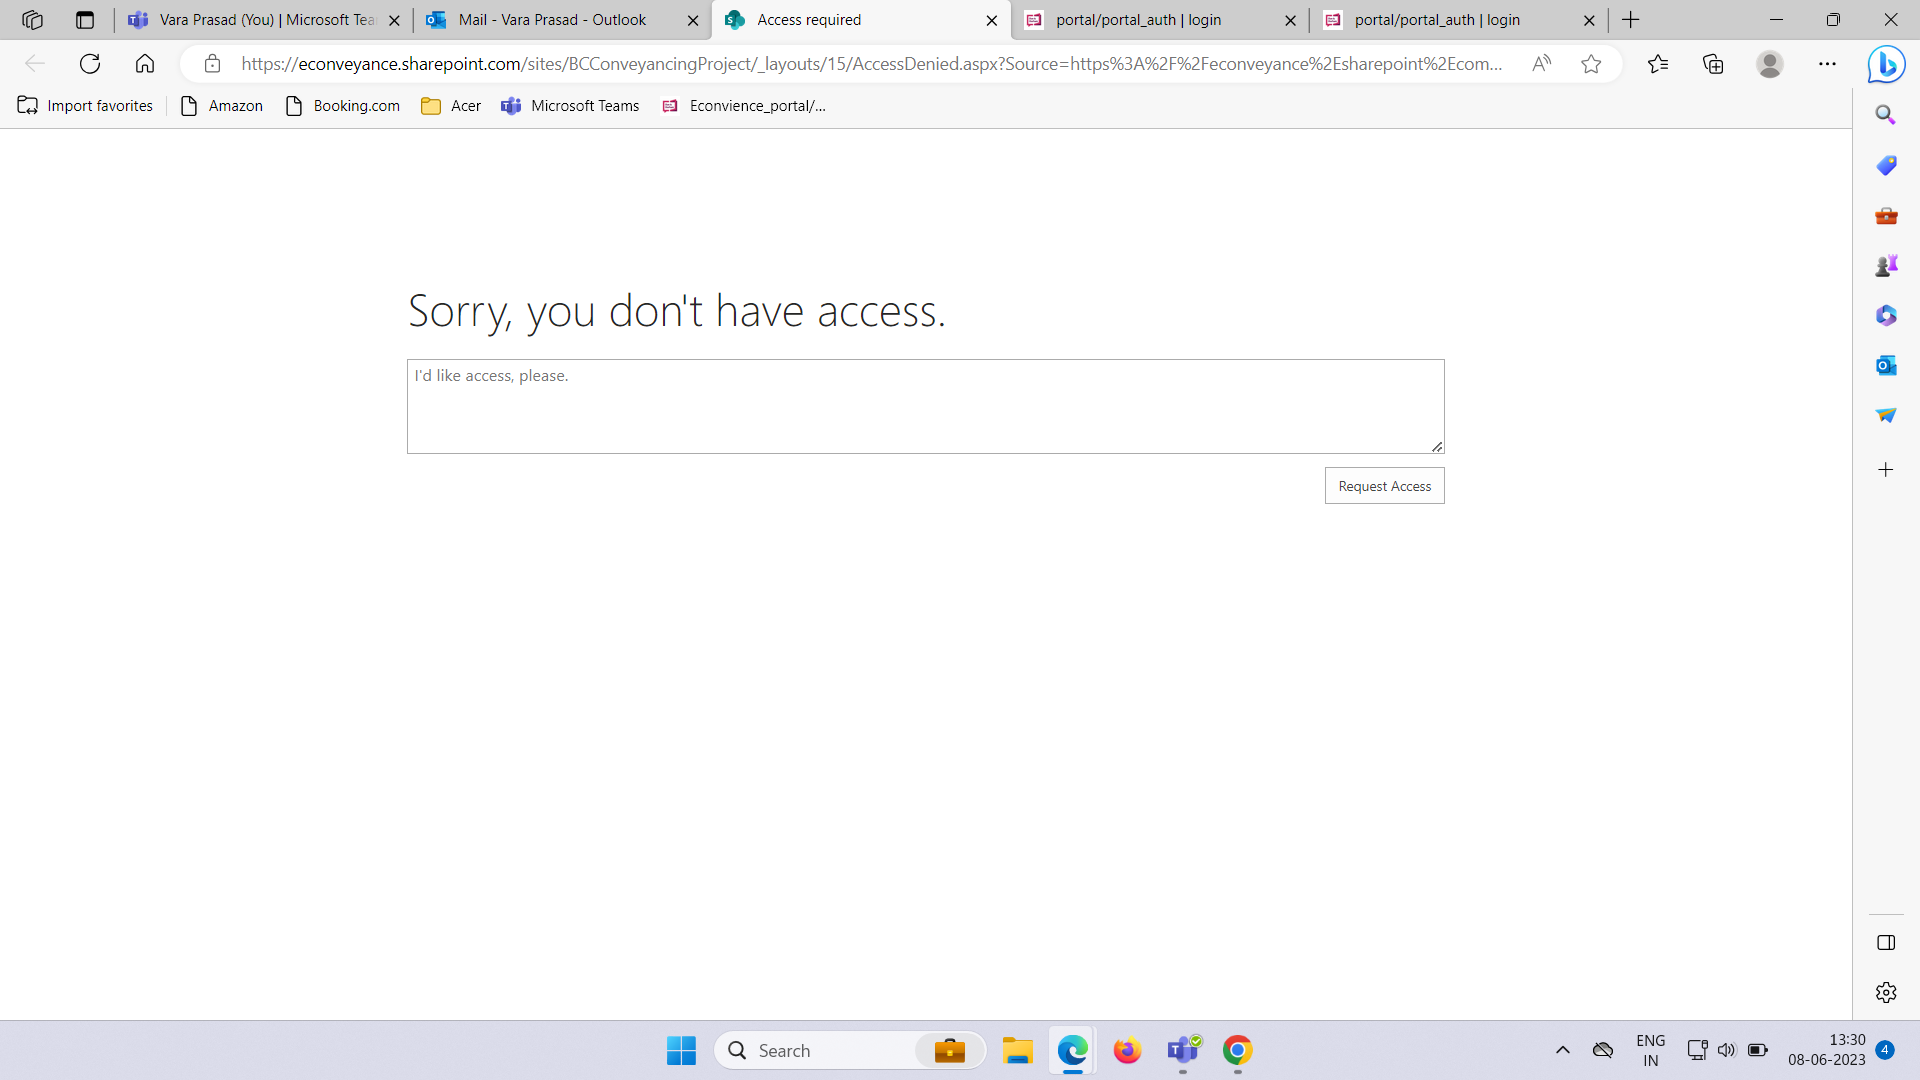 Vara Prasad (You) | Microsoft Tea
Mail - Vara Prasad - Outlook
Access required
portal/portal_auth | login
portal/portal_auth | login
https://econveyance.sharepoint.com/sites/BCConveyancingProject/_layouts/15/AccessDenied.aspx?Source=https%3A%2F%2Feconveyance%2Esharepoint%2Ecom...
Import favorites
Amazon
Booking.com
Acer
Microsoft Teams
Econvience_portal/...
Sorry, you don't have access.
I'd like access, please.
Request Access
Search
ENG
IN
13:30
08-06-2023
4